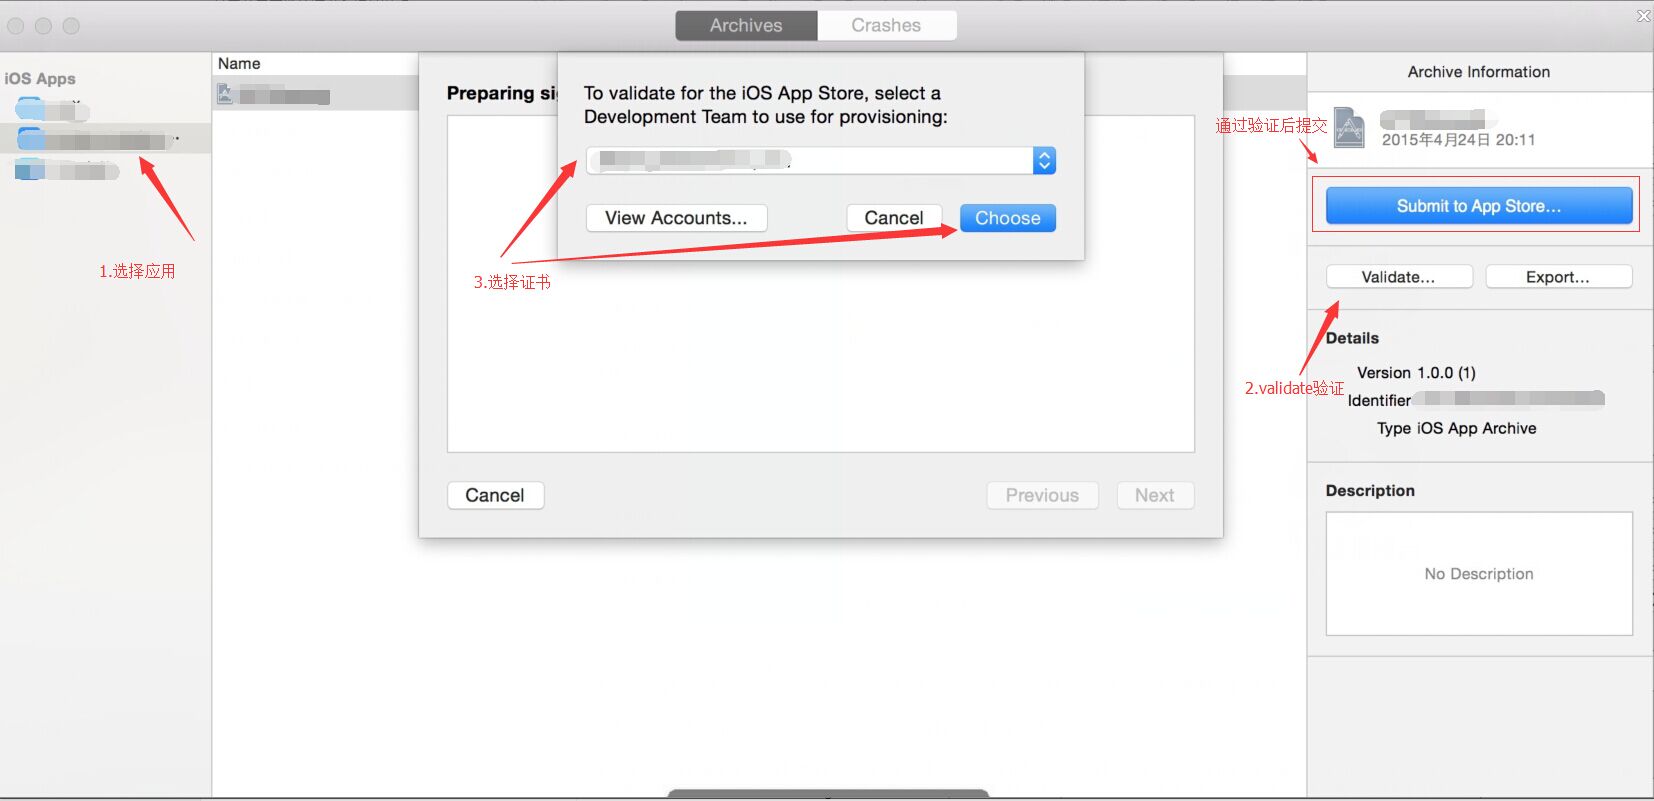 Archives
Crashes
iOS Apps
Name
Preparing si
To validate for the iOS App Store, select a
Development Team to use for provisioning:
View Accounts...
Cancel
Choose
1.选择应用
3.选择证书
Cancel
Previous
Next
Archive Information
通过验证后提交
2015年4月24日 20:11
Submit to App Store...
Validate...
Export...
Details
2.validate验证
Version 1.0.0 (1)
Identifier
Type iOS App Archive
Description
No Description